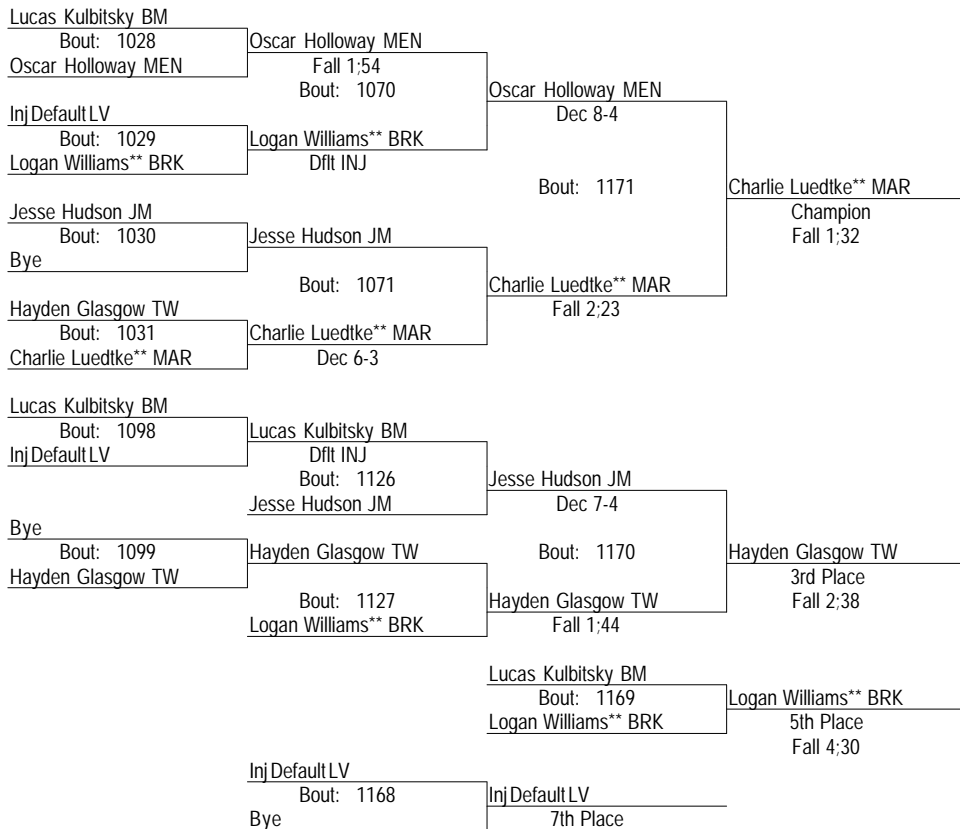 Lucas Kulbitsky BM
Bout: 1028
Oscar Holloway MEN
Oscar Holloway MEN
Fall 1;54
Bout: 1070
Inj Default LV
Bout: 1029
Logan Williams** BRK
Logan Williams** BRK
Dflt INJ
Oscar Holloway MEN
Dec 8-4
Bout: 1171
Jesse Hudson JM
Bout: 1030
Bye
Jesse Hudson JM
Bout: 1071
Hayden Glasgow TW
Bout: 1031
Charlie Luedtke** MAR
Charlie Luedtke** MAR
Dec 6-3
Charlie Luedtke** MAR
Fall 2;23
Charlie Luedtke** MAR
Champion
Fall 1;32
Lucas Kulbitsky BM
Bout: 1098
Inj Default LV
Lucas Kulbitsky BM
Dflt INJ
Bout: 1126
Jesse Hudson JM
Jesse Hudson JM
Dec 7-4
Bye
Bout: 1099
Hayden Glasgow TW
Hayden Glasgow TW
Bout: 1127
Logan Williams** BRK
Bout: 1170
Hayden Glasgow TW
Fall 1;44
Hayden Glasgow TW
3rd Place
Fall 2;38
Lucas Kulbitsky BM
Bout: 1169
Logan Williams** BRK
Logan Williams** BRK
5th Place
Fall 4;30
Inj Default LV
Bout: 1168
Bye
Inj Default LV
7th Place